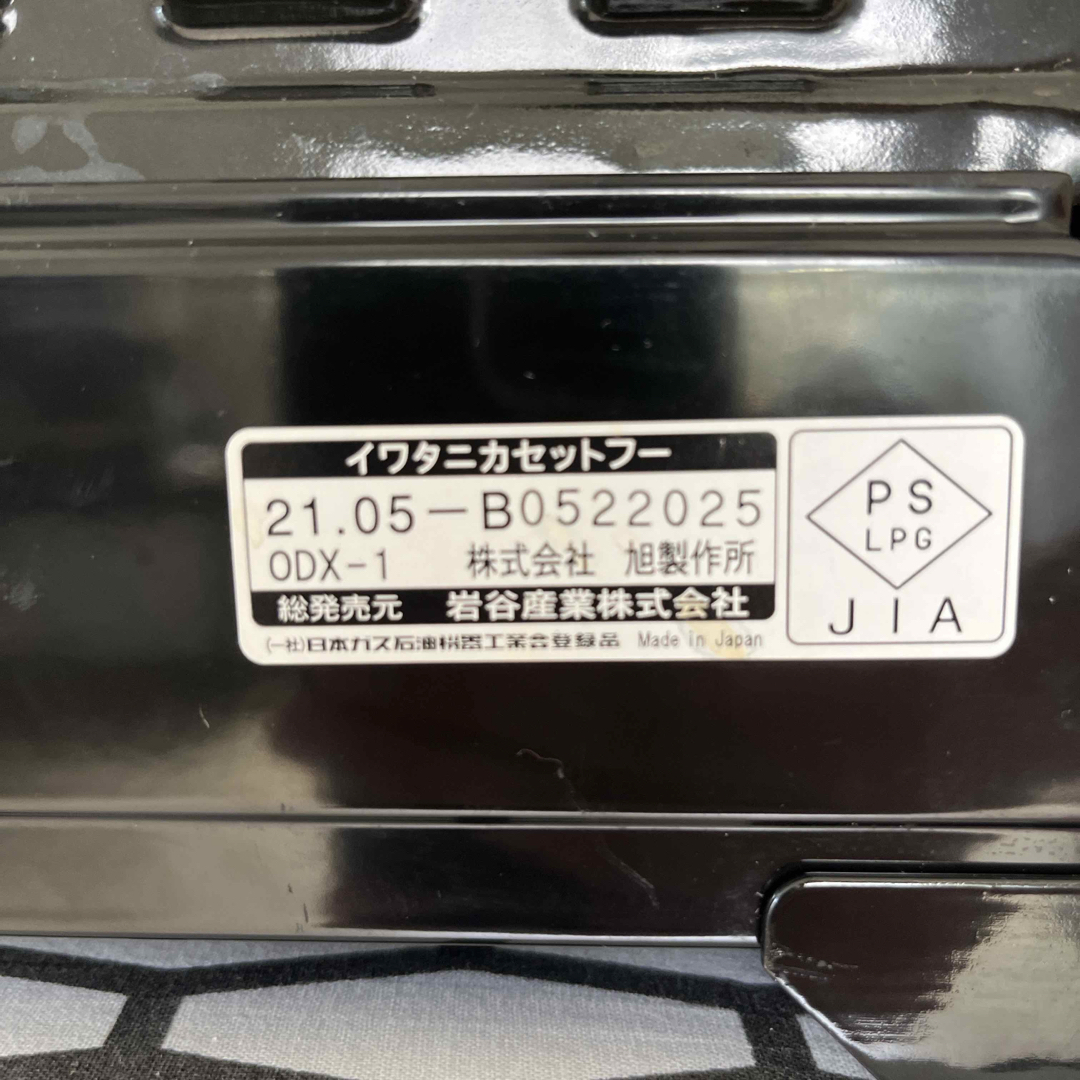 イワタニカセットフー
21.05－B0522025
ODX-1 株式会社 旭製作所
総発売元 岩谷産業株式会社
(一社)日本ガス石油機器工業会登録品 Made in Japan
PS
LPG
JIA